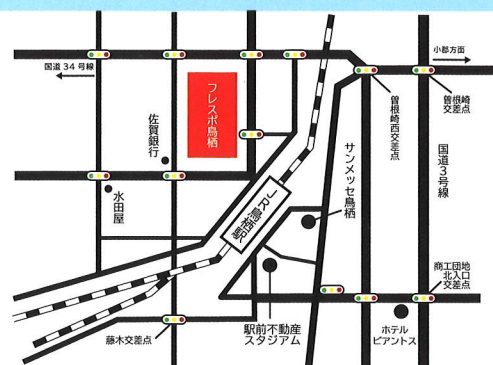 国道34号線
小郡方面
フレスポ鳥栖
佐賀銀行
曽根崎西交差点
曽根崎
交差点
サンメッセ鳥栖
国道3号線
水田屋
JR鳥栖駅
商工団地
北入口
交差点
駅前不動産
スタジアム
ホテル
ビアントス
藤木交差点